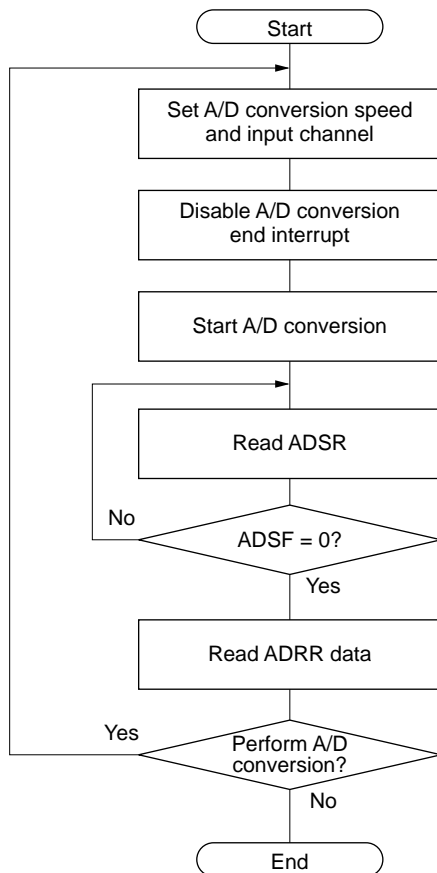 Start
Set A/D conversion speed
and input channel
Disable A/D conversion
end interrupt
Start A/D conversion
Read ADSR
No
ADSF = 0?
Yes
Read ADRR data
Yes
Perform A/D
conversion?
No
End